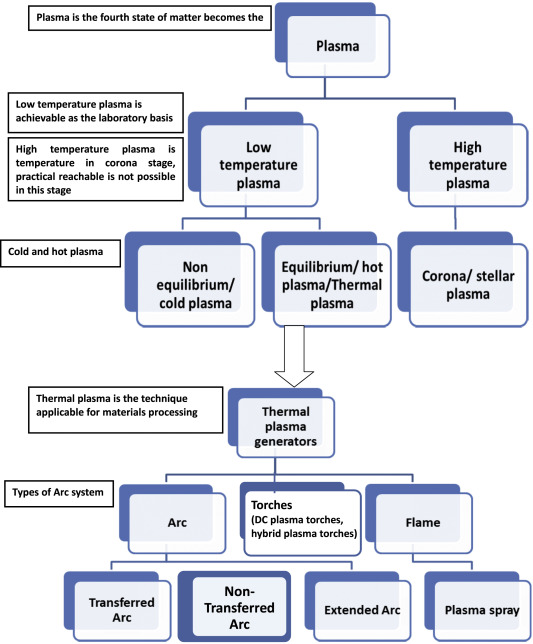 Plasma is the fourth state of matter becomes the
Plasma
Low temperature plasma is
achievable as the laboratory basis
High temperature plasma is
temperature in corona stage,
practical reachable is not possible
in this stage
Low
temperature
plasma
High
temperature
plasma
Cold and hot plasma
Non
equilibrium/
cold plasma
Equilibrium/ hot
plasma/Thermal
plasma
Corona/ stellar
plasma
Thermal plasma is the technique
applicable for materials processing
Thermal
plasma
generators
Types of Arc system
Arc
Torches
(DC plasma torches,
hybrid plasma torches)
Flame
Transferred
Arc
Non-
Transferred
Arc
Extended Arc
Plasma spray